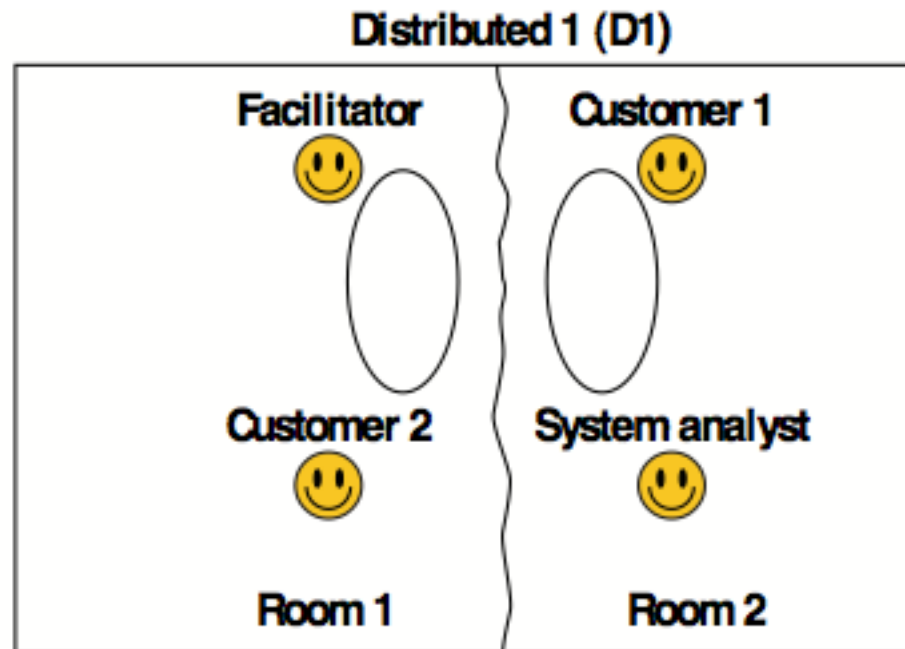 Distributed 1 (D1)
Facilitator
Customer 1
Customer 2
System analyst
Room 1
Room 2